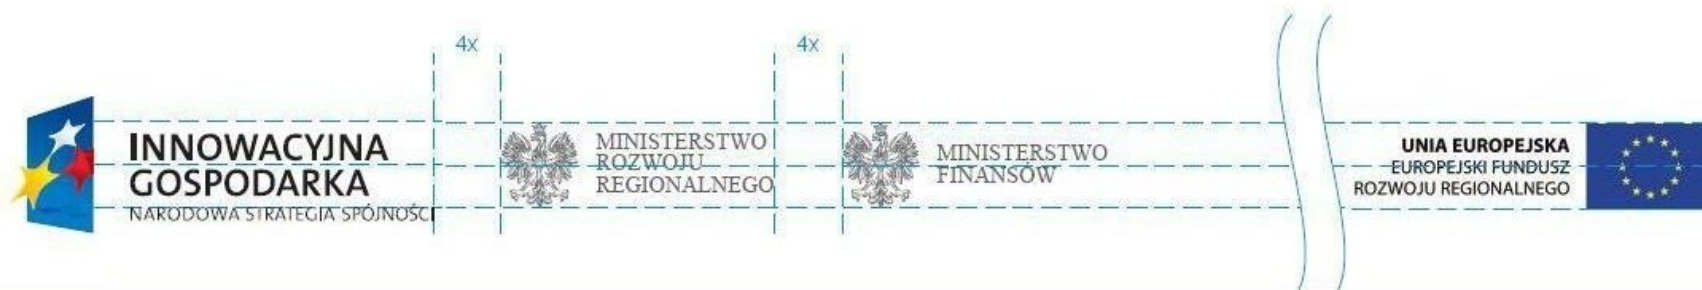 4x
4x
INNOWACYJNA
GOSPODARKA
NARODOWA STRATEGIA SPÓJNOŚCI
MINISTERSTWO
ROZWOJU
REGIONALNEGO
MINISTERSTWO
FINANSÓW
UNIA EUROPEJSKA
EUROPEJSKI FUNDUSZ
ROZWOJU REGIONALNEGO